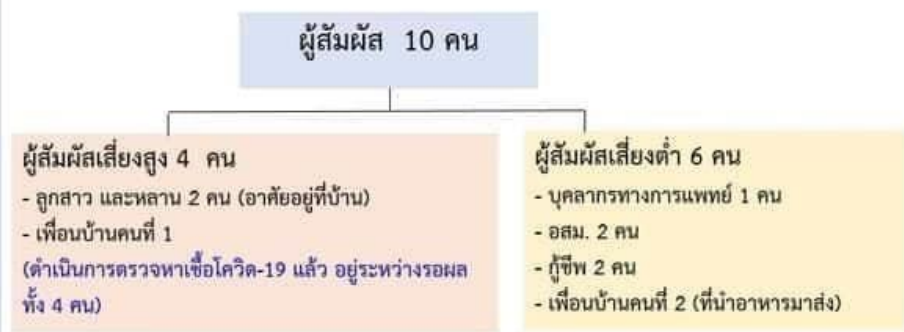 ผู้สัมผัส 10 คน
ผู้สัมผัสเสี่ยงสูง 4 คน
- ลูกสาว และหลาน 2 คน (อาศัยอยู่ที่บ้าน)
- เพื่อนบ้านคนที่ 1
(ดำเนินการตรวจหาเชื้อโควิด-19 แล้ว อยู่ระหว่างรอผล
ทั้ง 4 คน)
ผู้สัมผัสเสี่ยงต่ำ 6 คน
- บุคลากรทางการแพทย์ 1 คน
- อสม. 2 คน
- กู้ชีพ 2 คน
- เพื่อนบ้านคนที่ 2 (ที่นำอาหารมาส่ง)